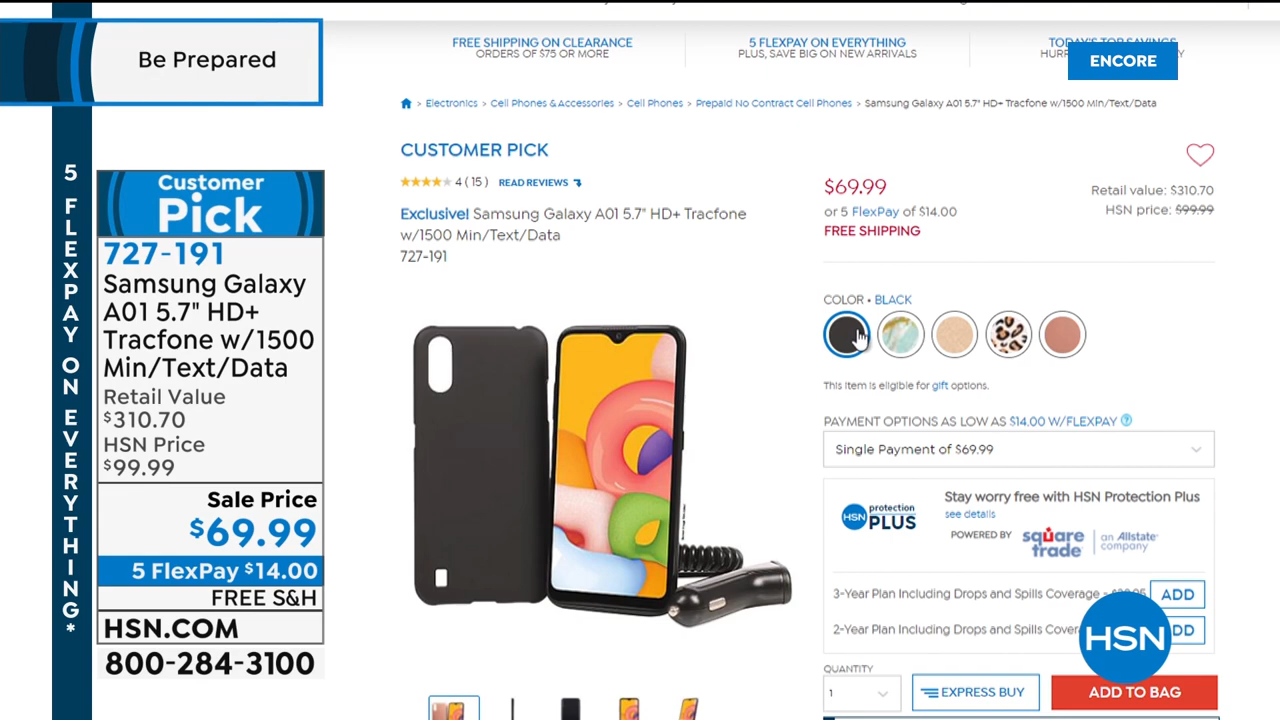 Be Prepared
5 FLEXPAY ON EVERYTHING*
Customer
Pick
727-191
Samsung Galaxy
A01 5.7" HD+
Tracfone w/1500
Min/Text/Data
Retail Value
$310.70
HSN Price
$99.99
Sale Price
$69.99
5 FlexPay $14.00
FREE S&H
HSN.COM
800-284-3100
FREE SHIPPING ON CLEARANCE
ORDERS OF $75 OR MORE
5 FLEXPAY ON EVERYTHING
PLUS, SAVE BIG ON NEW ARRIVALS
TODAY'S TOP SAVINGS
ENCORE
Electronics > Cell Phones & Accessories > Cell Phones > Prepaid No Contract Cell Phones > Samsung Galaxy A01 5.7" HD+ Tracfone w/1500 Min/Text/Data
CUSTOMER PICK
4 (15) READ REVIEWS
Exclusive! Samsung Galaxy A01 5.7" HD+ Tracfone
w/1500 Min/Text/Data
727-191
$69.99
or 5 FlexPay of $14.00
FREE SHIPPING
Retail value: $310.70
HSN price: $99.99
COLOR • BLACK
This item is eligible for gift options.
PAYMENT OPTIONS AS LOW AS $14.00 W/FLEXPAY ?
Single Payment of $69.99
HSN protection PLUS
Stay worry free with HSN Protection Plus
see details
POWERED BY square trade | an Allstate company
3-Year Plan Including Drops and Spills Coverage -
ADD
2-Year Plan Including Drops and Spills
HSN
QUANTITY
1
EXPRESS BUY
ADD TO BAG